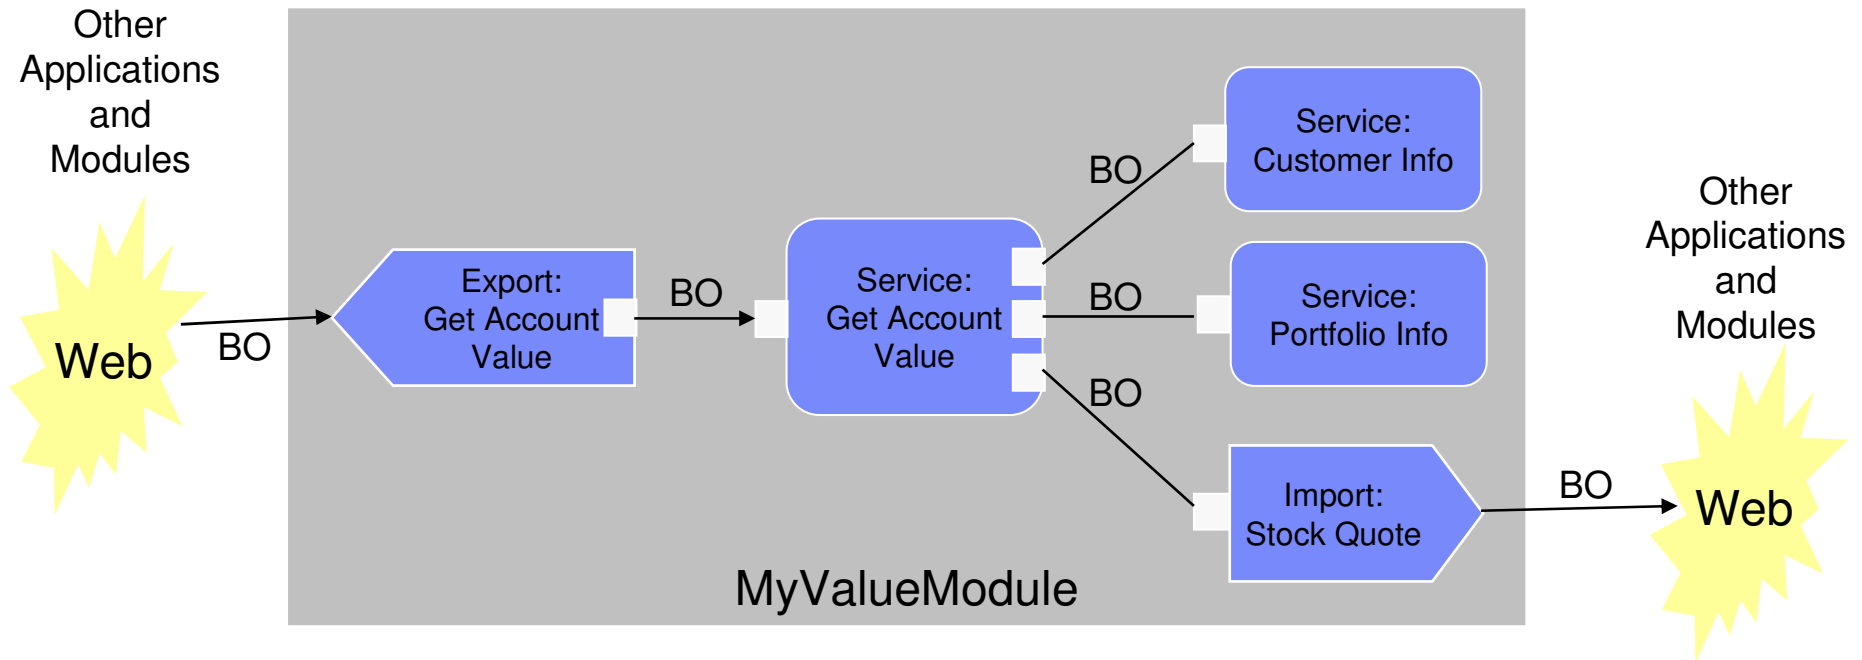 Other
Applications
and
Modules
Web
BO
Export:
Get Account
Value
BO
Service:
Get Account
Value
BO
BO
BO
Service:
Customer Info
Service:
Portfolio Info
Import:
Stock Quote
MyValueModule
BO
Other
Applications
and
Modules
Web